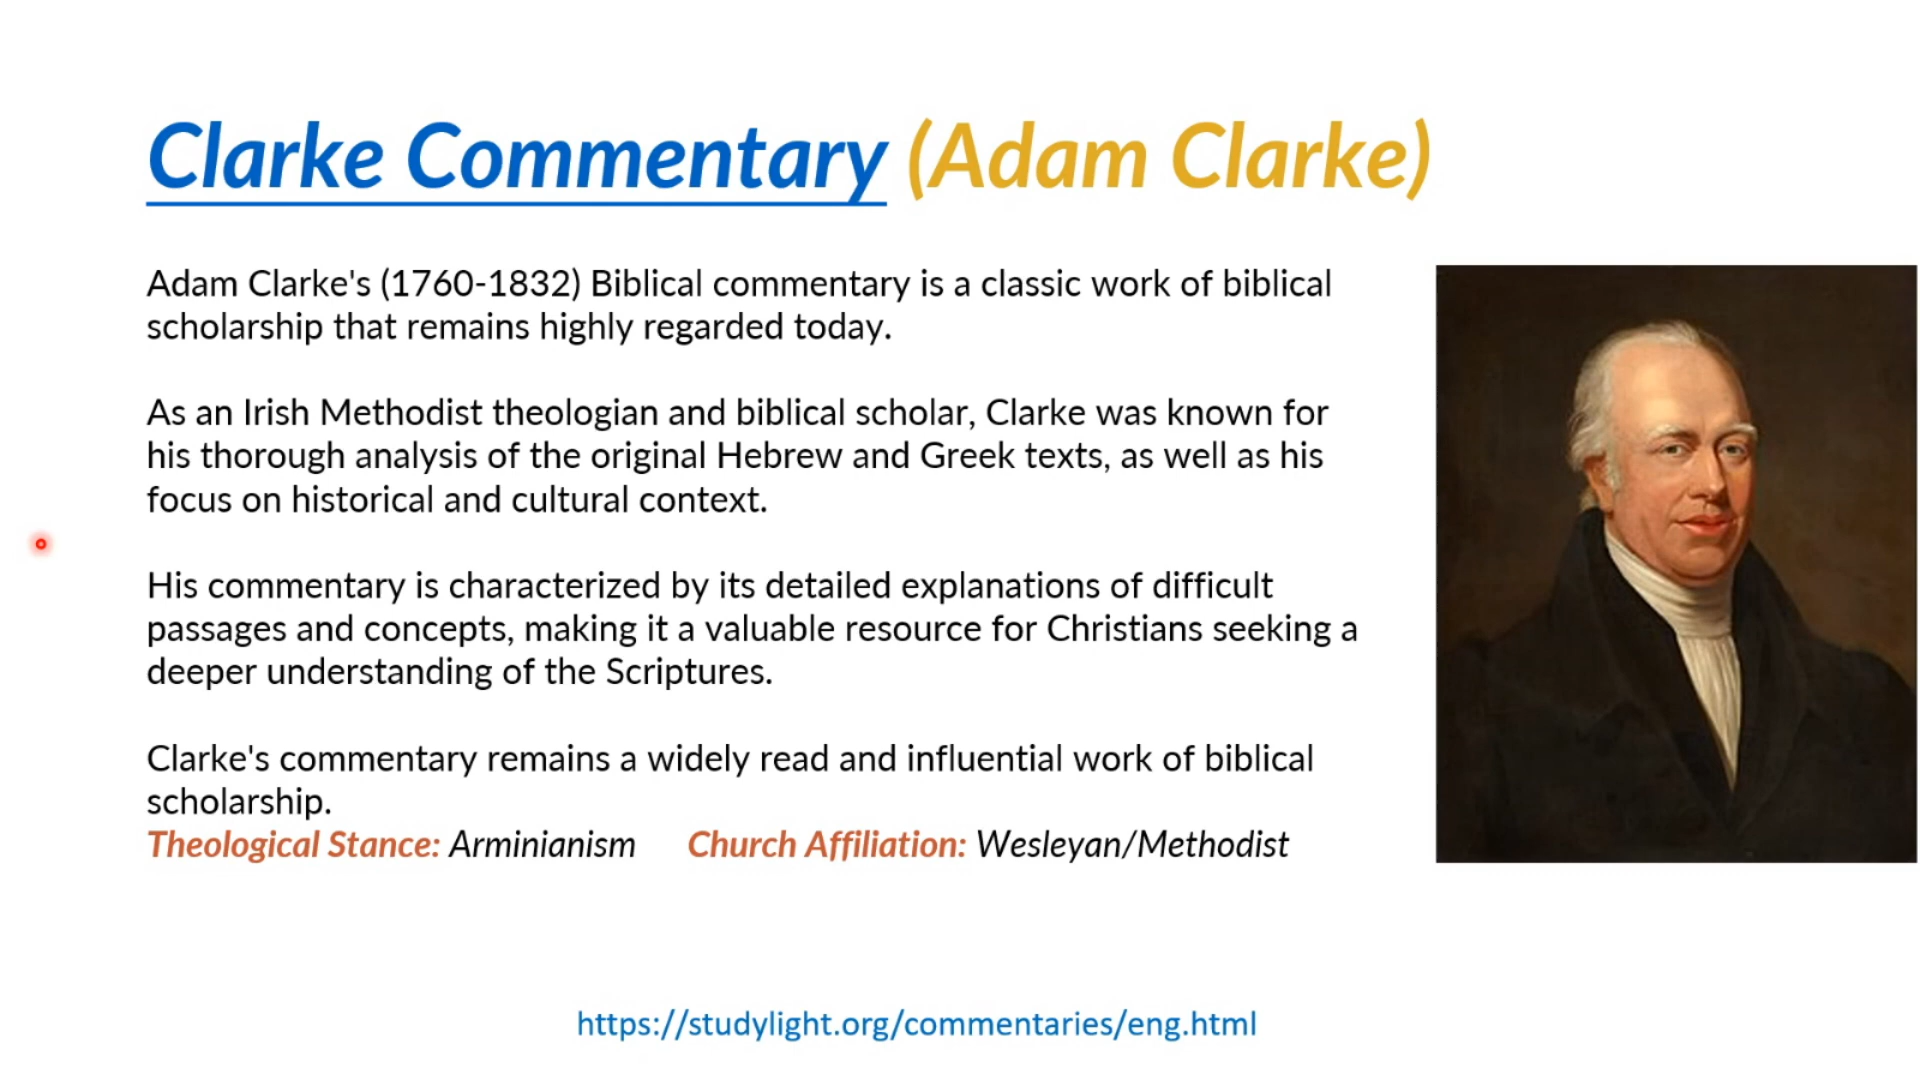 Clarke Commentary (Adam Clarke)
Adam Clarke's (1760-1832) Biblical commentary is a classic work of biblical
scholarship that remains highly regarded today.
As an Irish Methodist theologian and biblical scholar, Clarke was known for
his thorough analysis of the original Hebrew and Greek texts, as well as his
focus on historical and cultural context.
His commentary is characterized by its detailed explanations of difficult
passages and concepts, making it a valuable resource for Christians seeking a
deeper understanding of the Scriptures.
Clarke's commentary remains a widely read and influential work of biblical
scholarship.
Theological Stance: Arminianism Church Affiliation: Wesleyan/Methodist
https://studylight.org/commentaries/eng.html